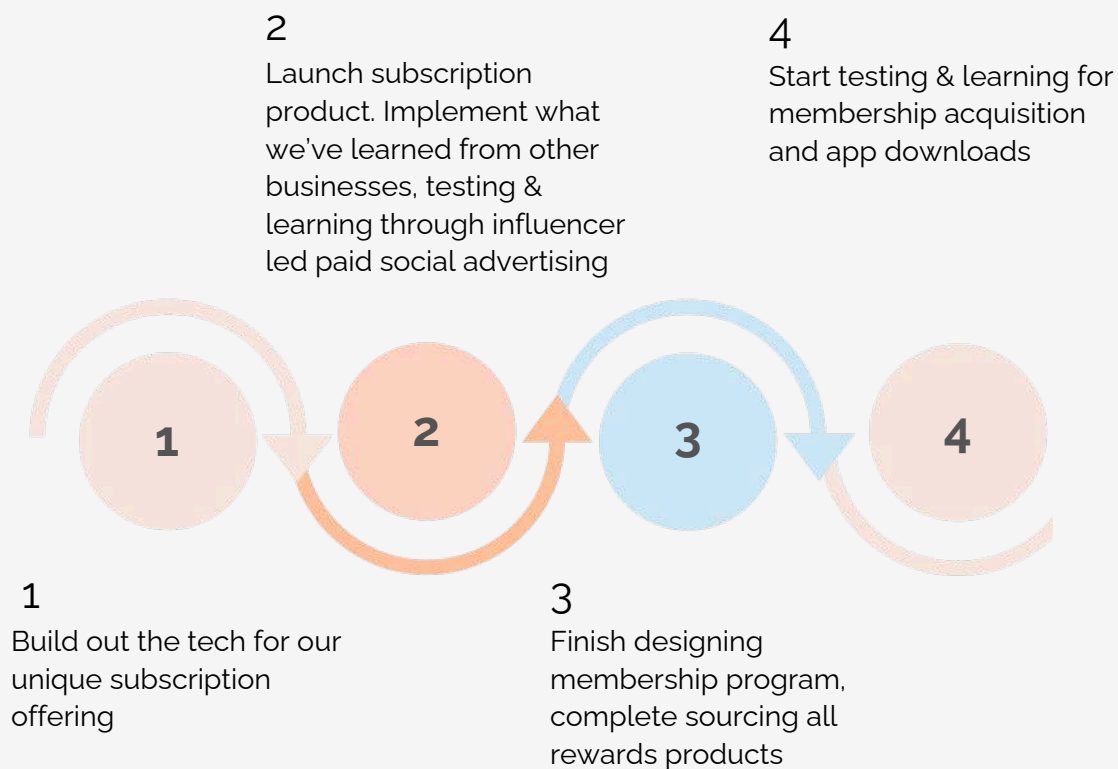 2
Launch subscription
product. Implement what
we've learned from other
businesses, testing &
learning through influencer
led paid social advertising
4
Start testing & learning for
membership acquisition
and app downloads
1
2
3
4
1
Build out the tech for our
unique subscription
offering
3
Finish designing
membership program,
complete sourcing all
rewards products